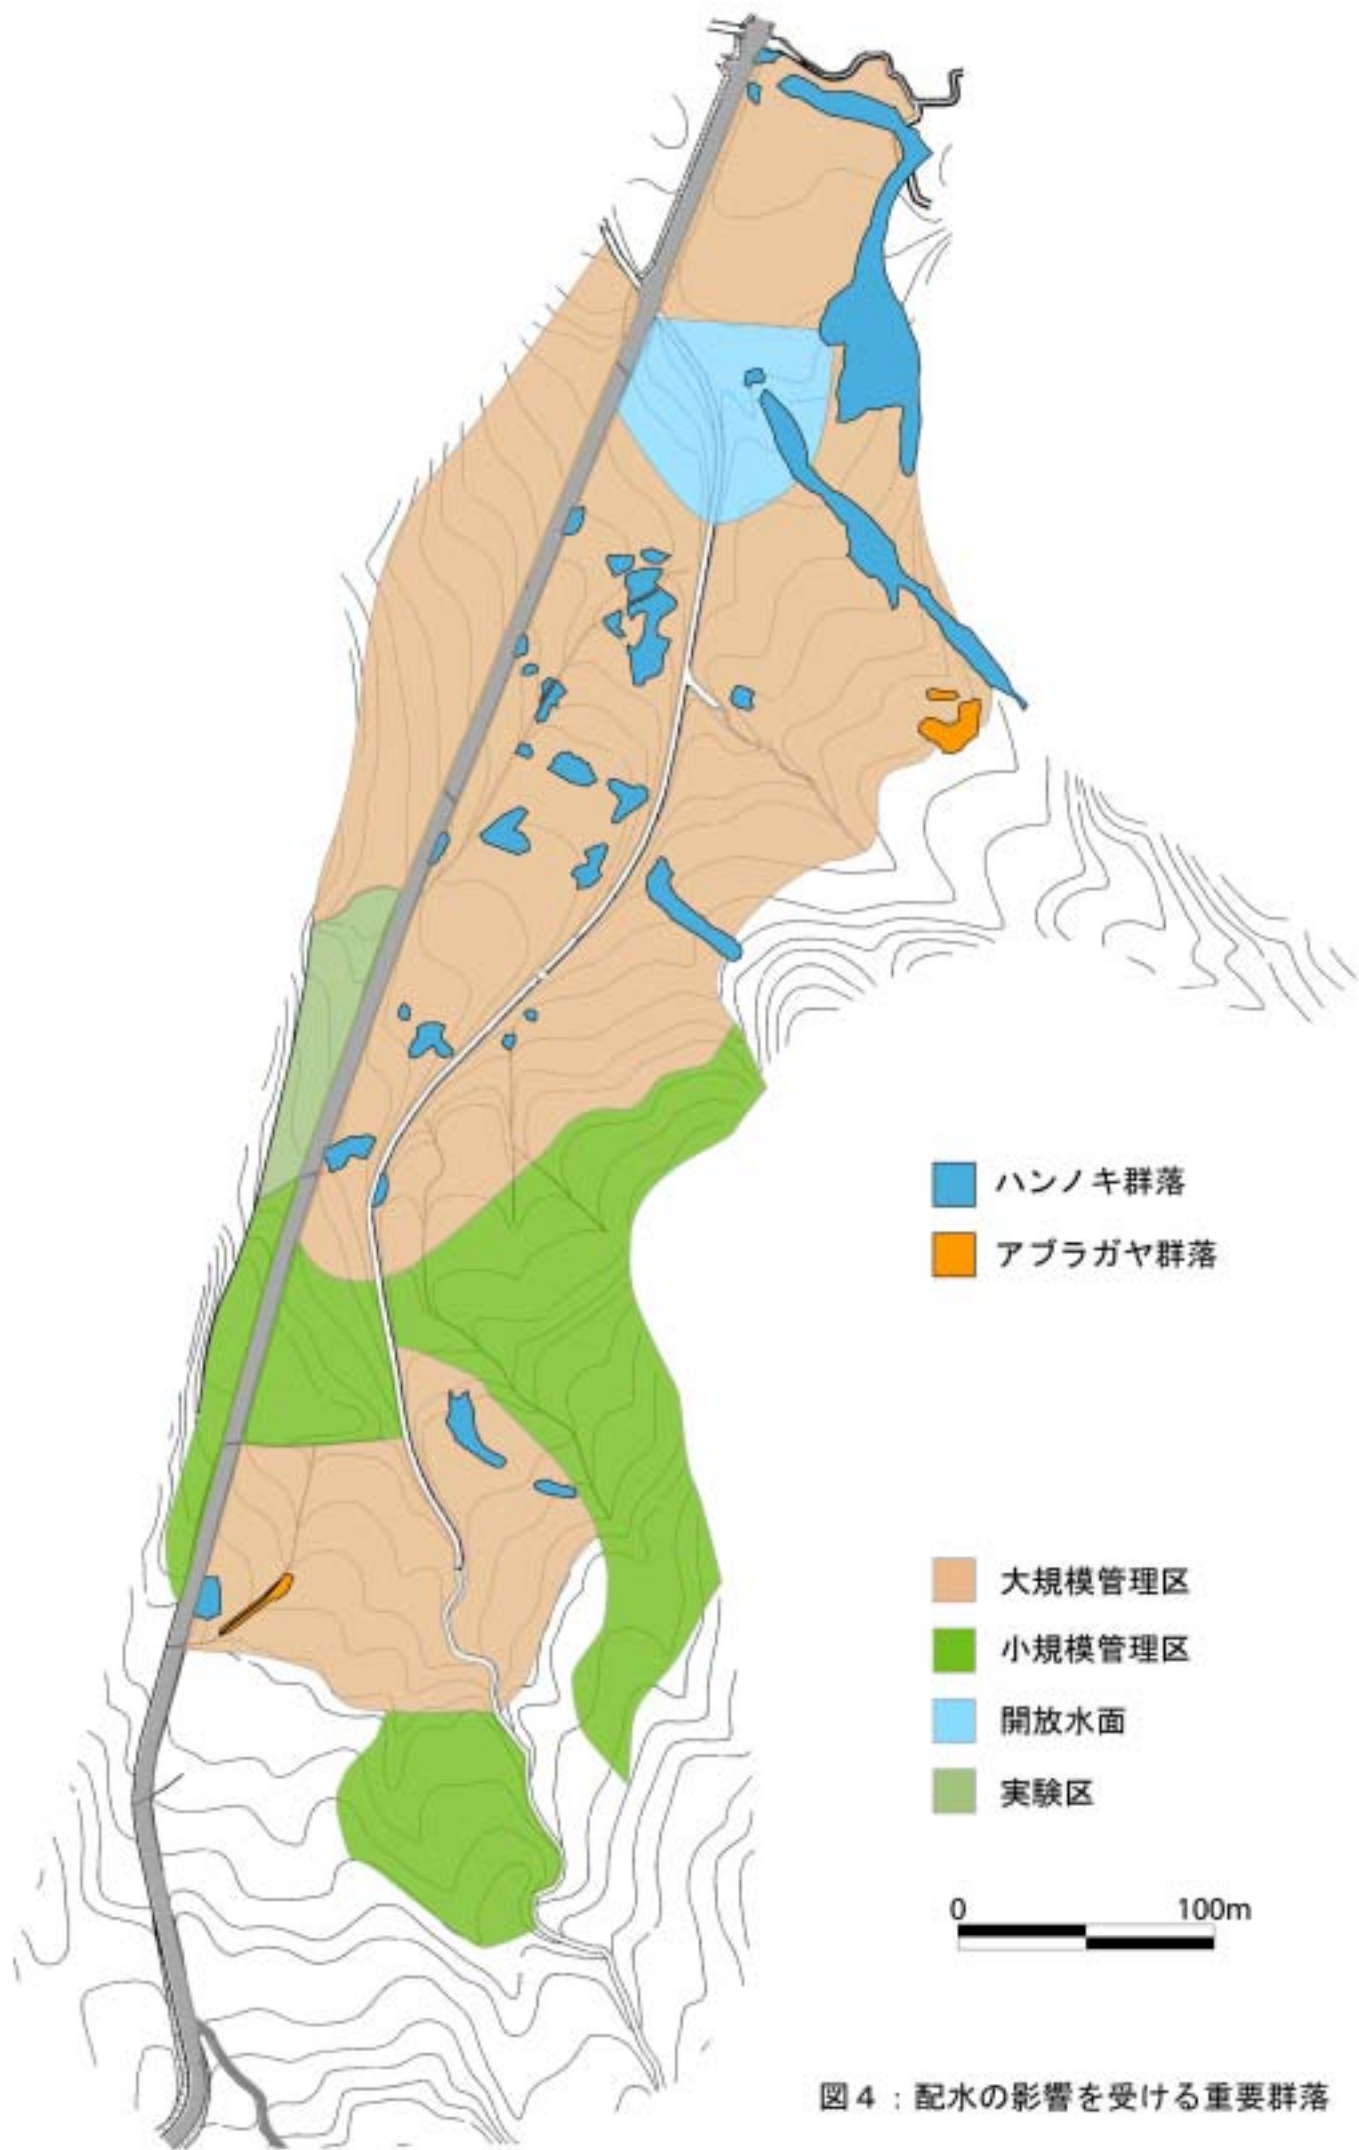 ハンノキ群落
アブラガヤ群落
大規模管理区
小規模管理区
開放水面
実験区
0 100m
図4：配水の影響を受ける重要群落